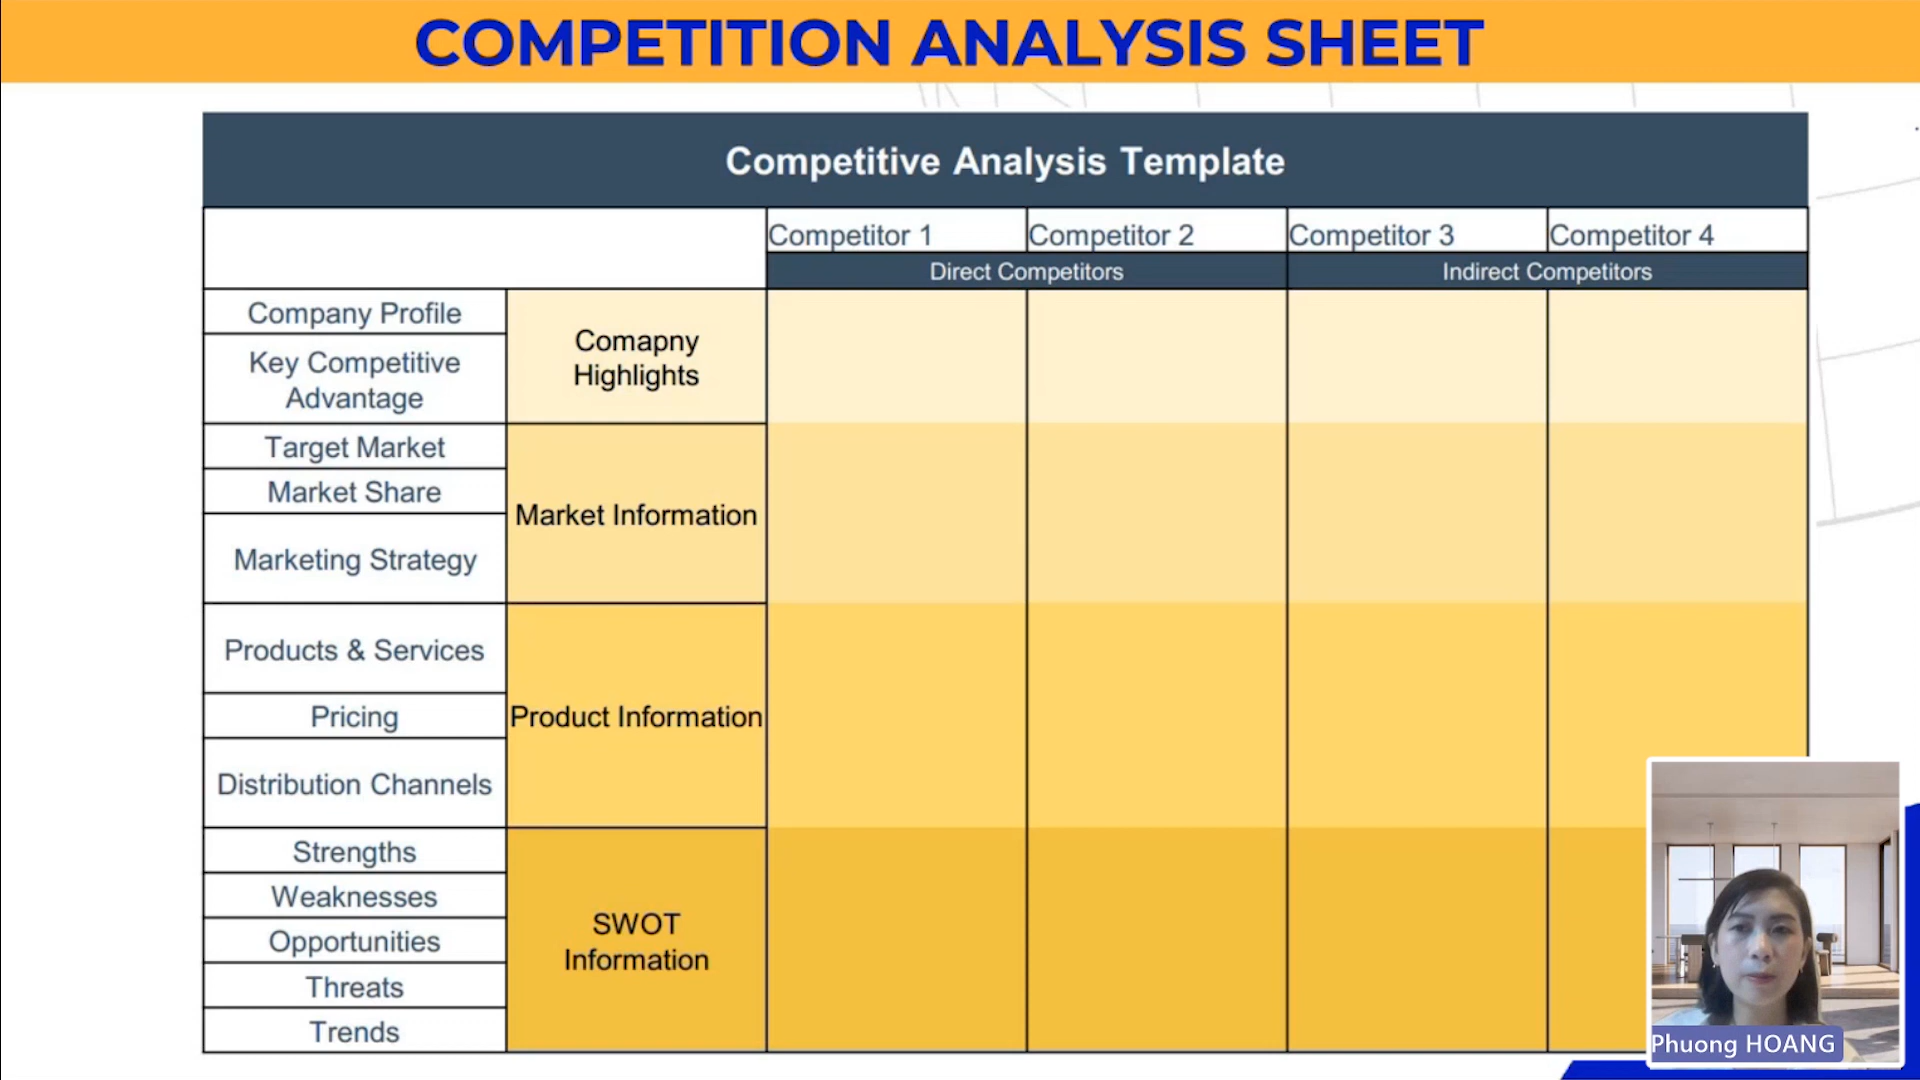 COMPETITION ANALYSIS SHEET
Competitive Analysis Template
Competitor 1
Competitor 2
Competitor 3
Competitor 4
Direct Competitors
Indirect Competitors
Company Profile
Key Competitive
Advantage
Comapny
Highlights
Target Market
Market Share
Marketing Strategy
Market Information
Products & Services
Pricing
Distribution Channels
Product Information
Strengths
Weaknesses
Opportunities
Threats
Trends
SWOT
Information
Phuong HOANG